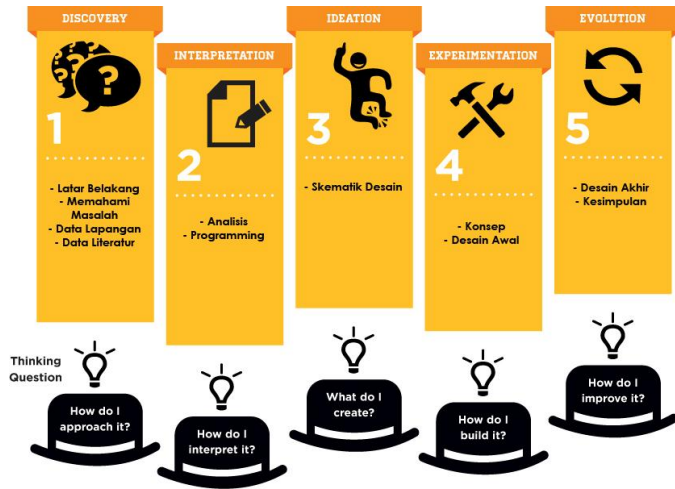 DISCOVERY
1
- Latar Belakang
- Memahami
Masalah
- Data Lapangan
- Data Literatur
INTERPRETATION
2
- Analisis
- Programming
IDEATION
3
- Skematik Desain
EXPERIMENTATION
4
- Konsep
- Desain Awal
EVOLUTION
5
- Desain Akhir
- Kesimpulan
Thinking
Question
How do I
approach it?
How do I
interpret it?
What do I
create?
How do I
build it?
How do I
improve it?